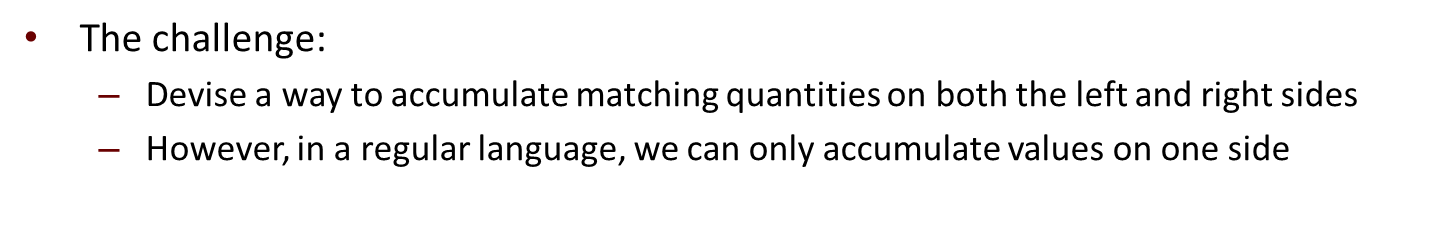 • The challenge:
– Devise a way to accumulate matching quantities on both the left and right sides
– However, in a regular language, we can only accumulate values on one side